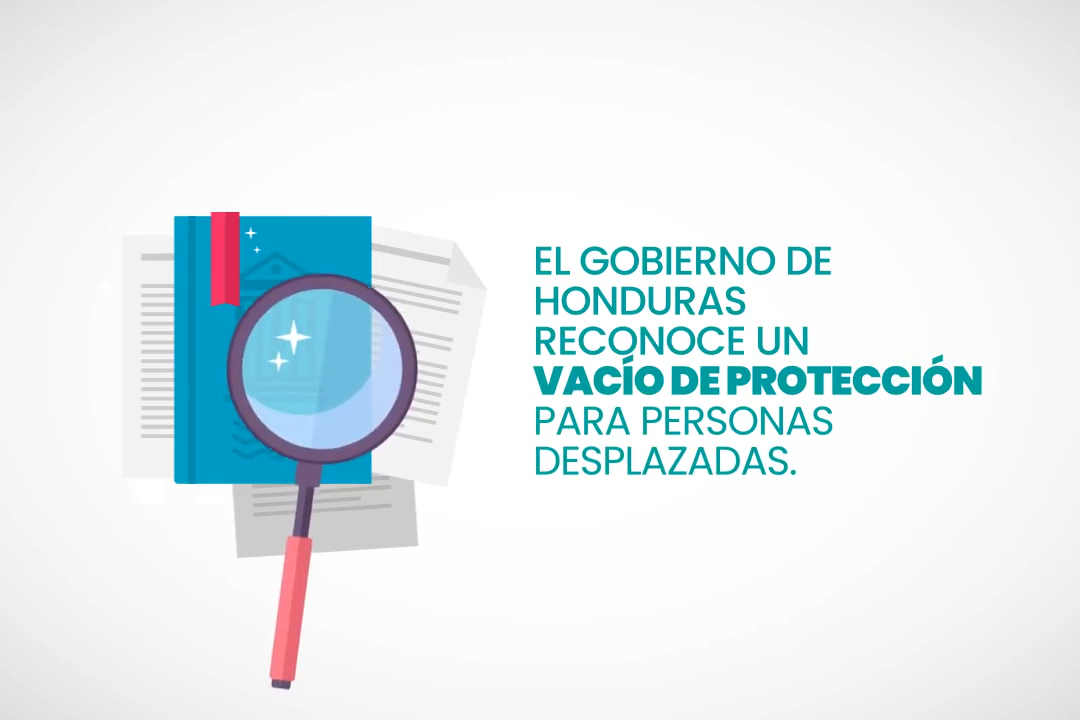 EL GOBIERNO DE
HONDURAS
RECONOCE UN
VACÍO DE PROTECCIÓN
PARA PERSONAS
DESPLAZADAS.